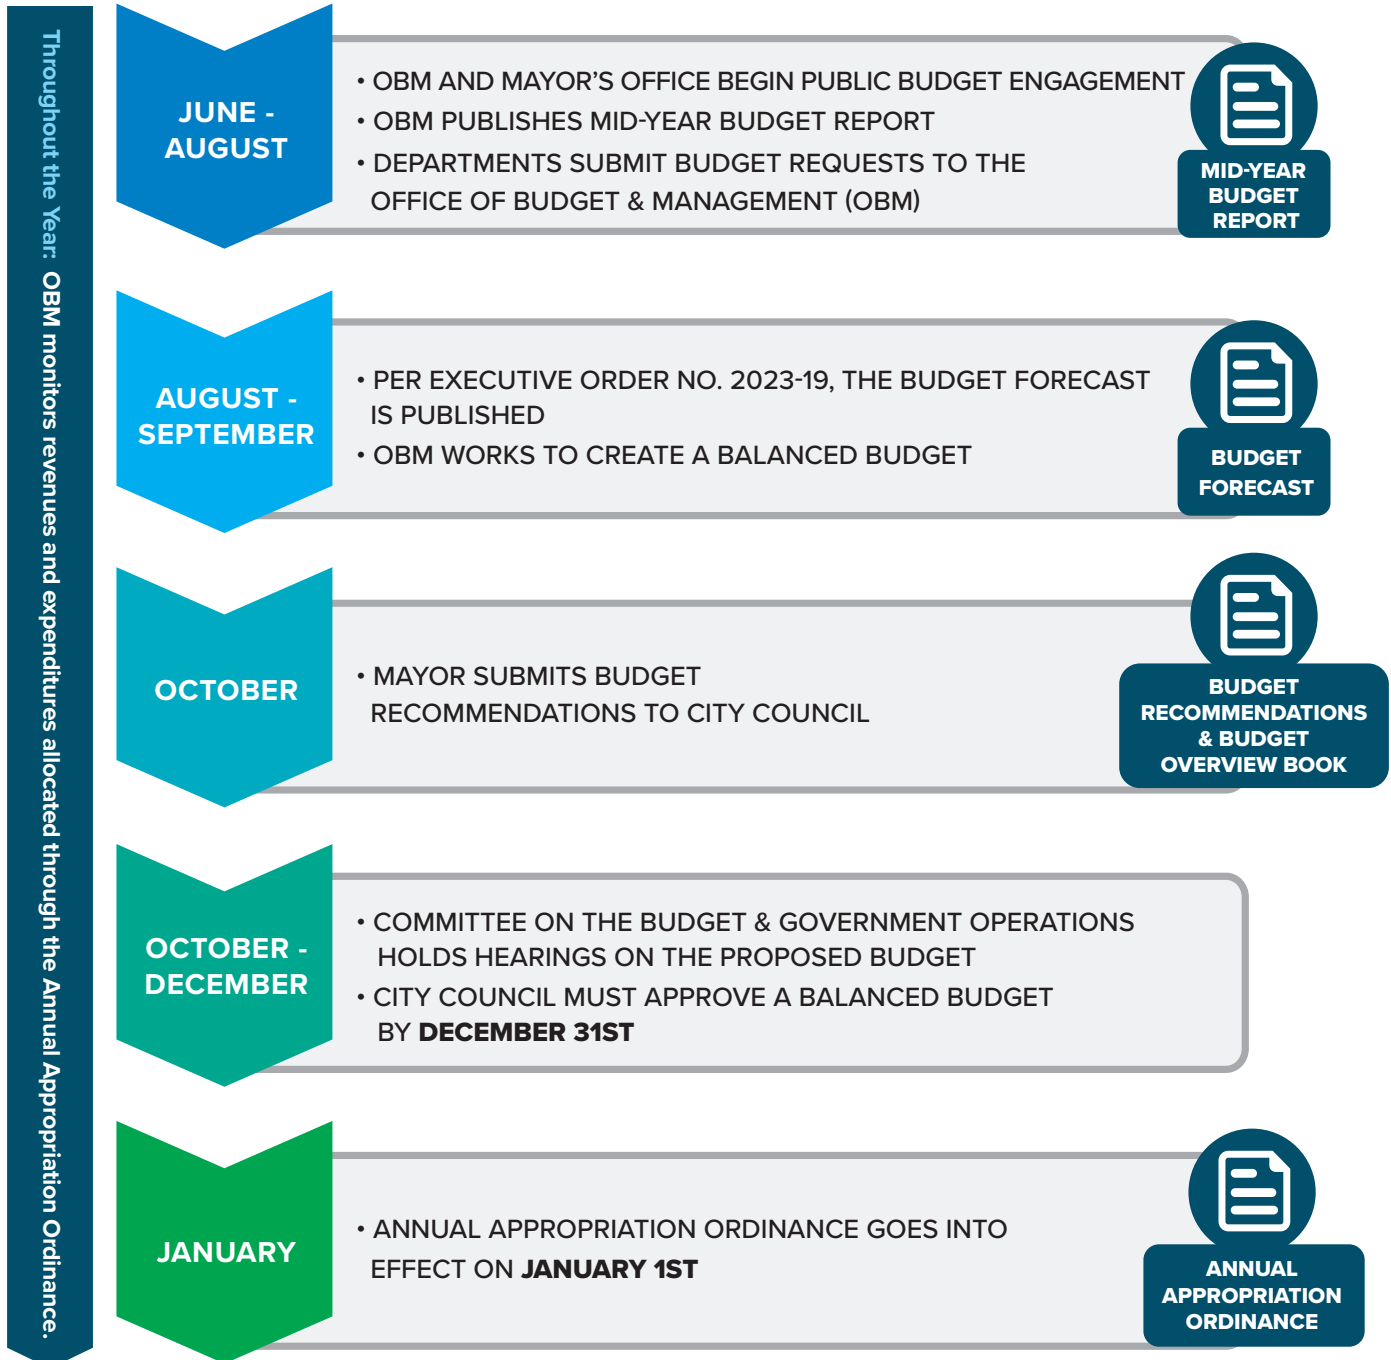 Throughout the Year: OBM monitors revenues and expenditures allocated through the Annual Appropriation Ordinance.
JUNE -
AUGUST
• OBM AND MAYOR'S OFFICE BEGIN PUBLIC BUDGET ENGAGEMENT
• OBM PUBLISHES MID-YEAR BUDGET REPORT
• DEPARTMENTS SUBMIT BUDGET REQUESTS TO THE
OFFICE OF BUDGET & MANAGEMENT (OBM)
MID-YEAR
BUDGET
REPORT
AUGUST -
SEPTEMBER
• PER EXECUTIVE ORDER NO. 2023-19, THE BUDGET FORECAST
IS PUBLISHED
• OBM WORKS TO CREATE A BALANCED BUDGET
BUDGET
FORECAST
OCTOBER
• MAYOR SUBMITS BUDGET
RECOMMENDATIONS TO CITY COUNCIL
BUDGET
RECOMMENDATIONS
& BUDGET
OVERVIEW BOOK
OCTOBER -
DECEMBER
• COMMITTEE ON THE BUDGET & GOVERNMENT OPERATIONS
HOLDS HEARINGS ON THE PROPOSED BUDGET
• CITY COUNCIL MUST APPROVE A BALANCED BUDGET
BY DECEMBER 31ST
JANUARY
• ANNUAL APPROPRIATION ORDINANCE GOES INTO
EFFECT ON JANUARY 1ST
ANNUAL
APPROPRIATION
ORDINANCE